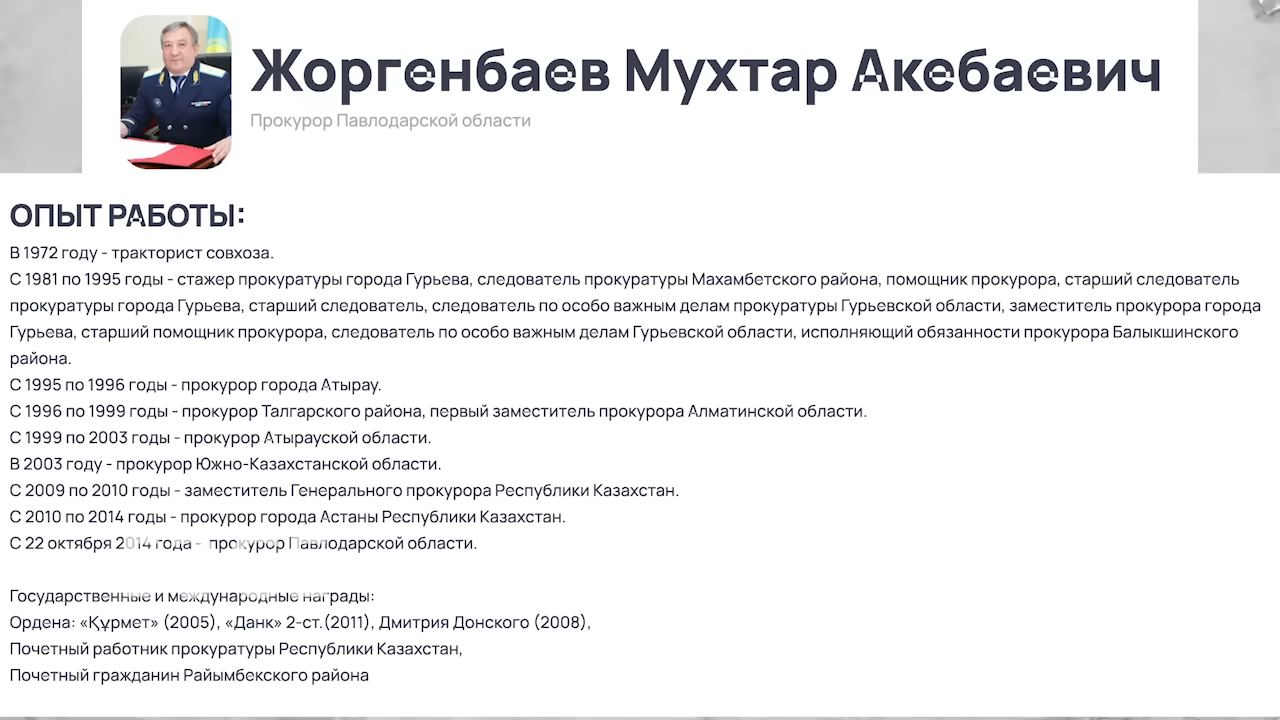 Жоргенбаев Мухтар Акебаевич
Прокурор Павлодарской области
ОПЫТ РАБОТЫ:
В 1972 году - тракторист совхоза.
С 1981 по 1995 годы - стажер прокуратуры города Гурьева, следователь прокуратуры Махамбетского района, помощник прокурора, старший следователь
прокуратуры города Гурьева, старший следователь, следователь по особо важным делам прокуратуры Гурьевской области, заместитель прокурора города
Гурьева, старший помощник прокурора, следователь по особо важным делам Гурьевской области, исполняющий обязанности прокурора Балыкшинского
района.
С 1995 по 1996 годы - прокурор города Атырау.
С 1996 по 1999 годы - прокурор Талгарского района, первый заместитель прокурора Алматинской области.
С 1999 по 2003 годы - прокурор Атырауской области.
В 2003 году - прокурор Южно-Казахстанской области.
С 2009 по 2010 годы - заместитель Генерального прокурора Республики Казахстан.
С 2010 по 2014 годы - прокурор города Астаны Республики Казахстан.
С 22 октября 2014 года - прокурор Павлодарской области.
Государственные и международные награды:
Ордена: «Құрмет» (2005), «Данк» 2-ст.(2011), Дмитрия Донского (2008),
Почетный работник прокуратуры Республики Казахстан,
Почетный гражданин Райымбекского района